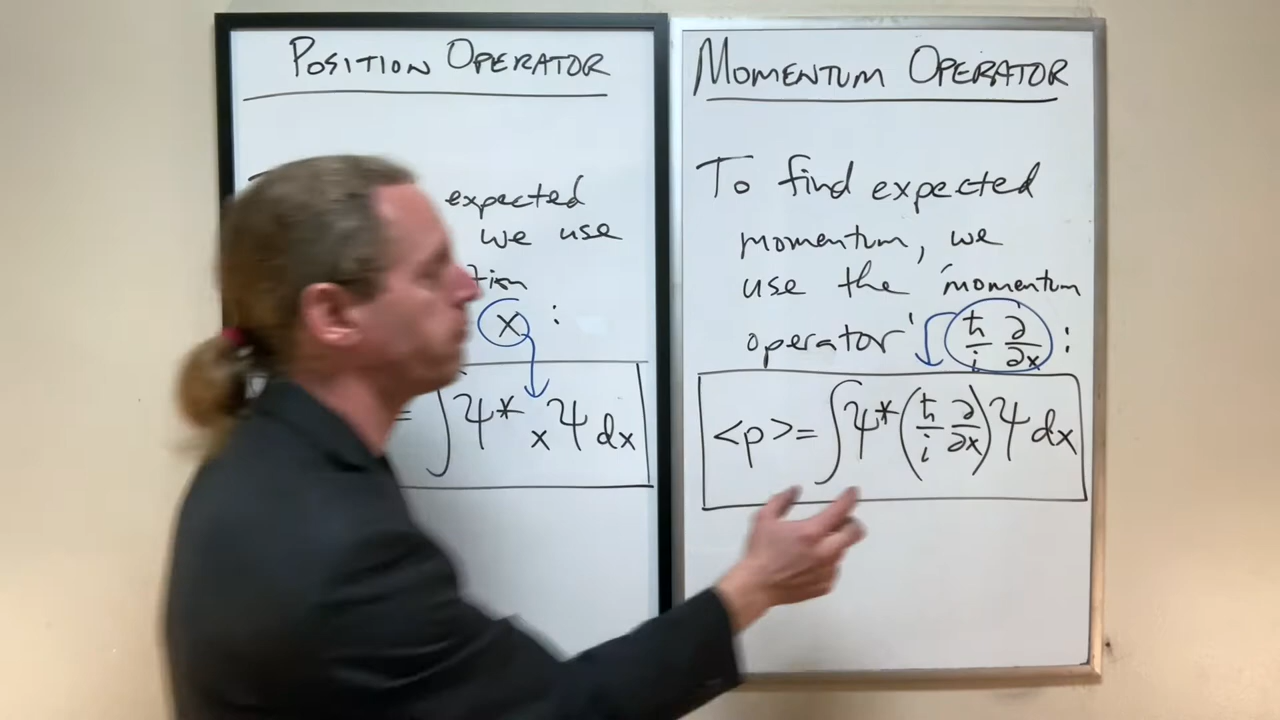 POSITION OPERATOR
expected
we use
x :
= ∫Ψ* x Ψ dx
MOMENTUM OPERATOR
To find expected
momentum, we
use the 'momentum
operator' ħ/i ∂/∂x :
<p> = ∫Ψ* (ħ/i ∂/∂x) Ψ dx